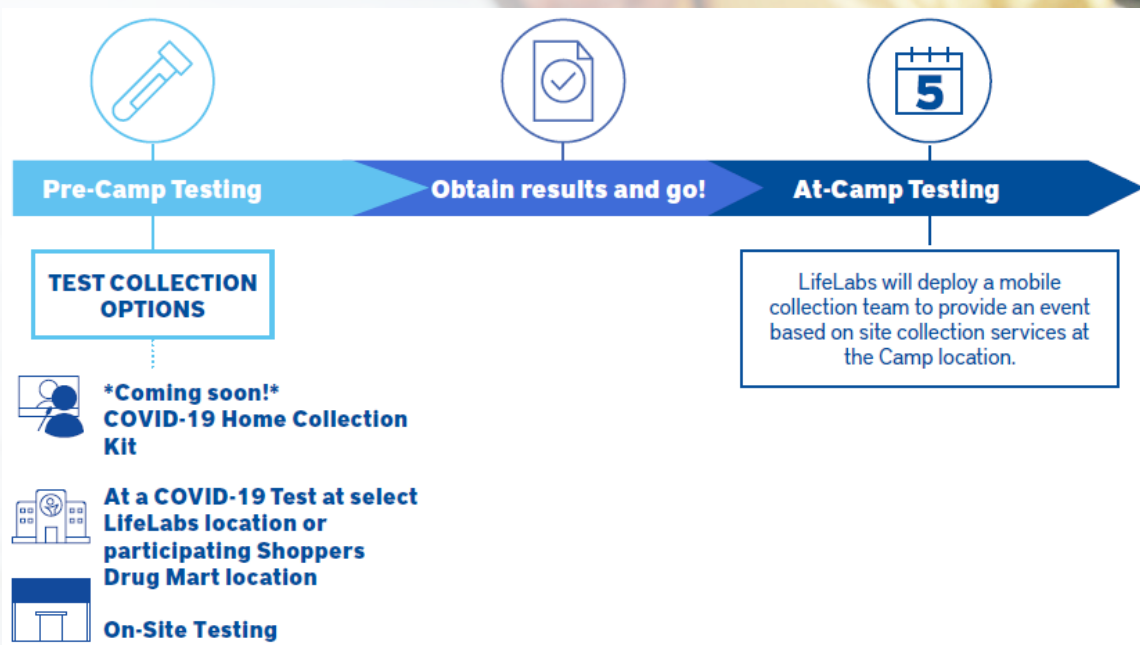 5
Pre-Camp Testing
Obtain results and go!
At-Camp Testing
TEST COLLECTION
OPTIONS
*Coming soon!*
COVID-19 Home Collection
Kit
At a COVID-19 Test at select
LifeLabs location or
participating Shoppers
Drug Mart location
On-Site Testing
LifeLabs will deploy a mobile
collection team to provide an event
based on site collection services at
the Camp location.